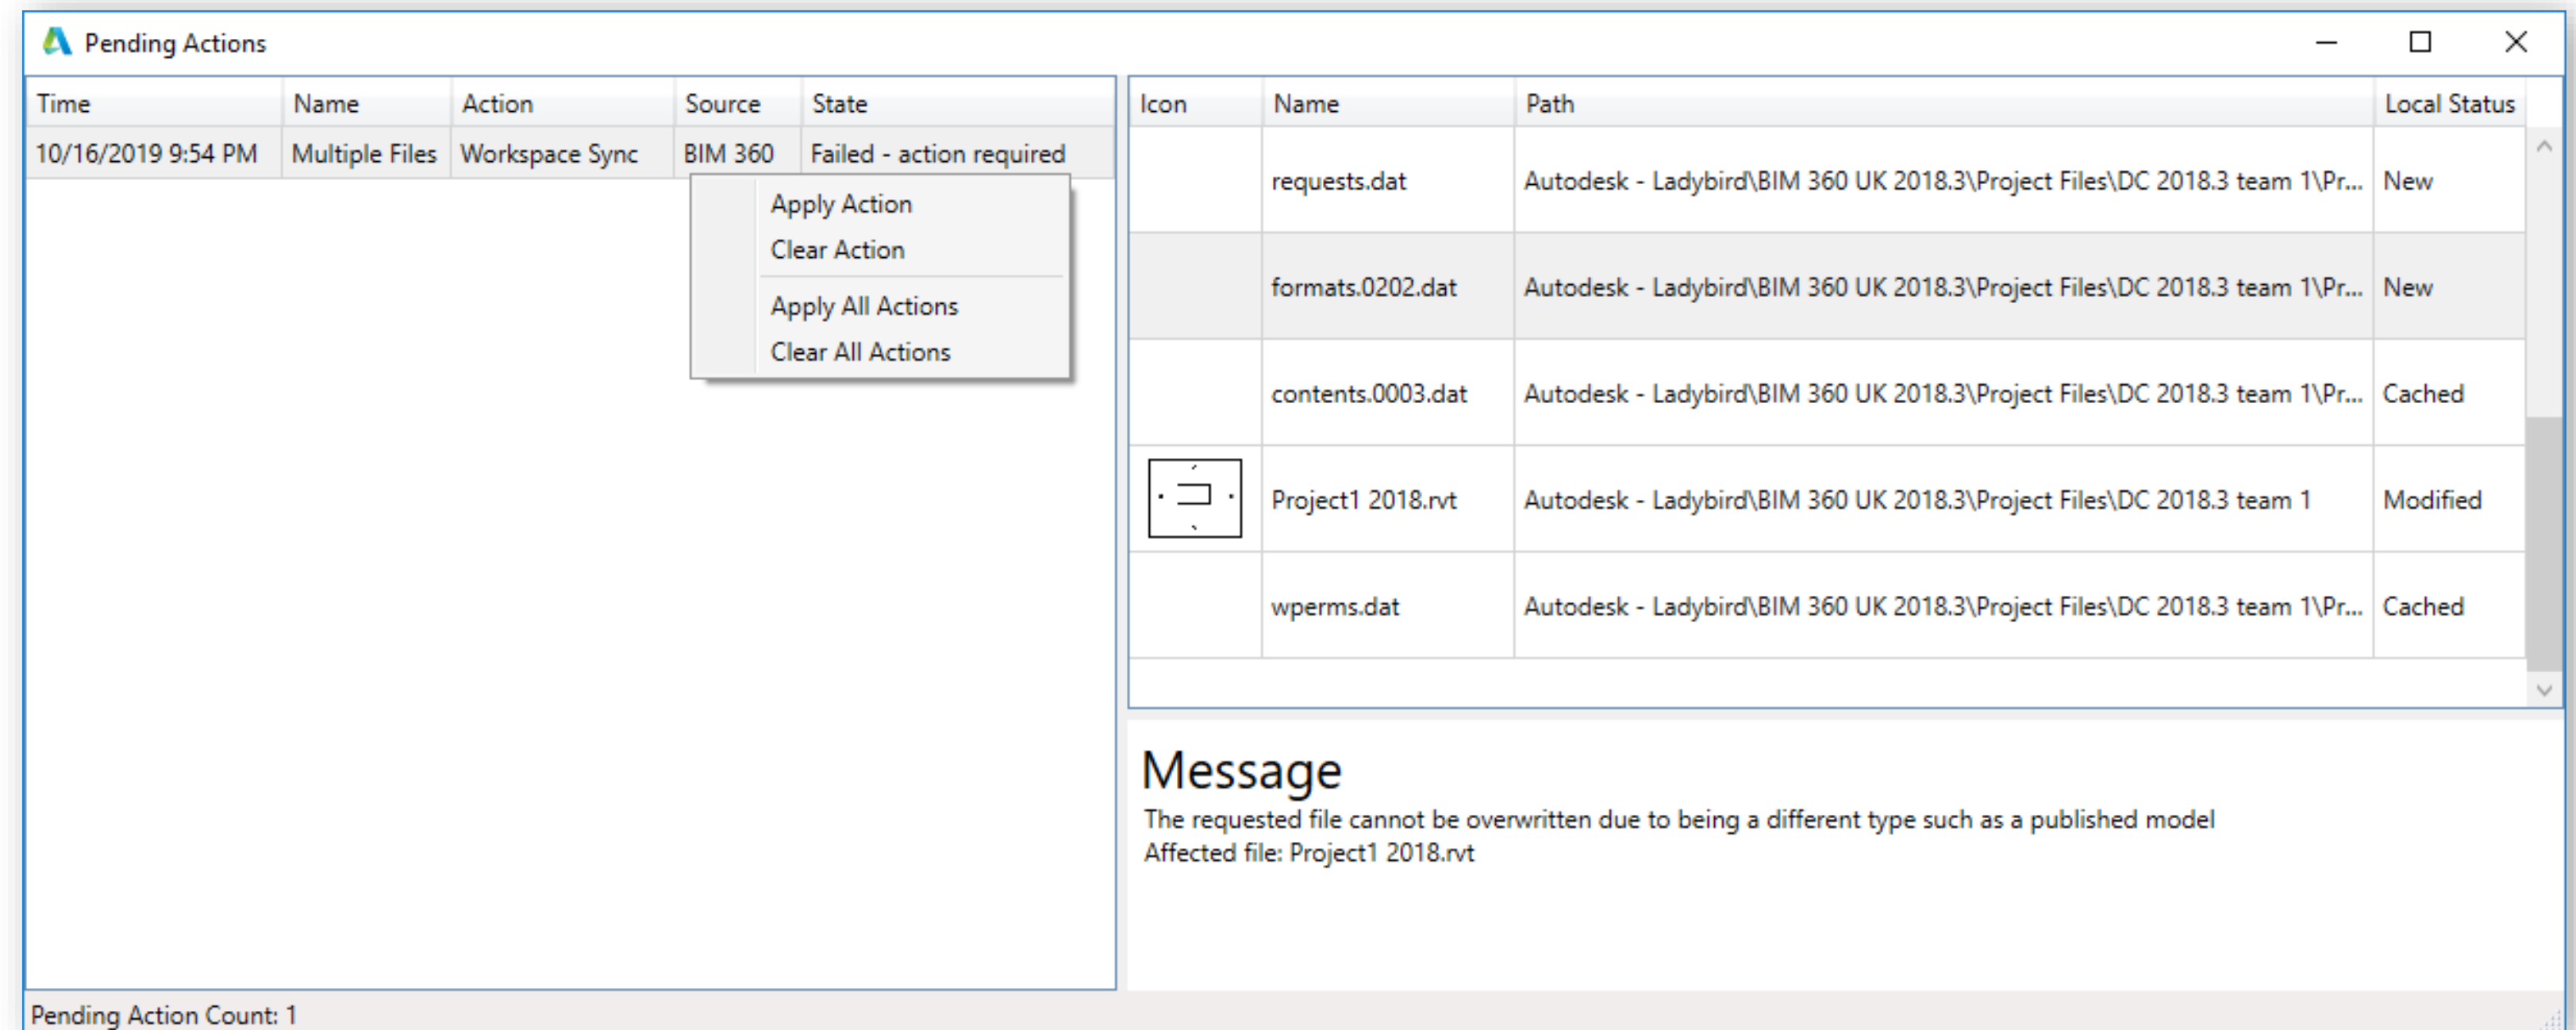 Pending Actions
Time Name Action Source State
10/16/2019 9:54 PM Multiple Files Workspace Sync BIM 360 Failed - action required
Apply Action
Clear Action
Apply All Actions
Clear All Actions
Icon Name Path Local Status
requests.dat Autodesk - Ladybird\BIM 360 UK 2018.3\Project Files\DC 2018.3 team 1\Pr... New
formats.0202.dat Autodesk - Ladybird\BIM 360 UK 2018.3\Project Files\DC 2018.3 team 1\Pr... New
contents.0003.dat Autodesk - Ladybird\BIM 360 UK 2018.3\Project Files\DC 2018.3 team 1\Pr... Cached
Project1 2018.rvt Autodesk - Ladybird\BIM 360 UK 2018.3\Project Files\DC 2018.3 team 1 Modified
wperms.dat Autodesk - Ladybird\BIM 360 UK 2018.3\Project Files\DC 2018.3 team 1\Pr... Cached
Message
The requested file cannot be overwritten due to being a different type such as a published model
Affected file: Project1 2018.rvt
Pending Action Count: 1